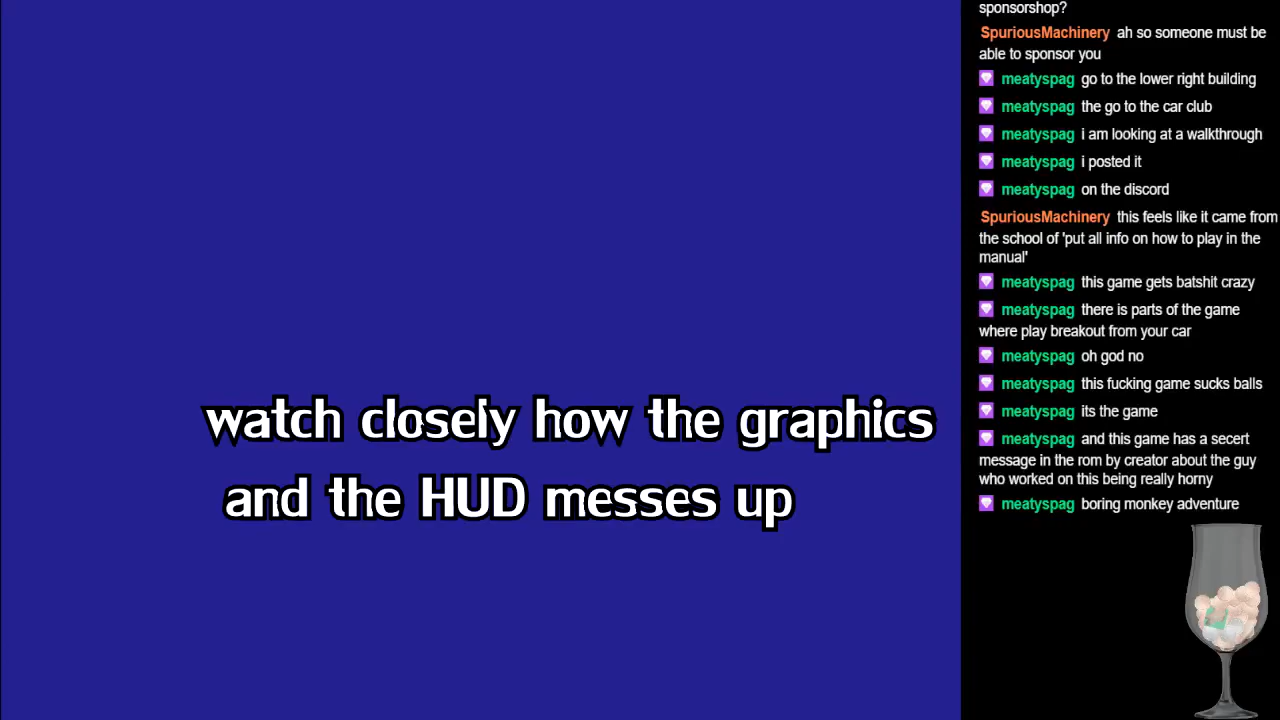 watch closely how the graphics
and the HUD messes up
sponsorshop?
SpuriousMachinery ah so someone must be
able to sponsor you
meatyspag go to the lower right building
meatyspag the go to the car club
meatyspag i am looking at a walkthrough
meatyspag i posted it
meatyspag on the discord
SpuriousMachinery this feels like it came from
the school of 'put all info on how to play in the
manual'
meatyspag this game gets batshit crazy
meatyspag there is parts of the game
where play breakout from your car
meatyspag oh god no
meatyspag this fucking game sucks balls
meatyspag its the game
meatyspag and this game has a secert
message in the rom by creator about the guy
who worked on this being really horny
meatyspag boring monkey adventure